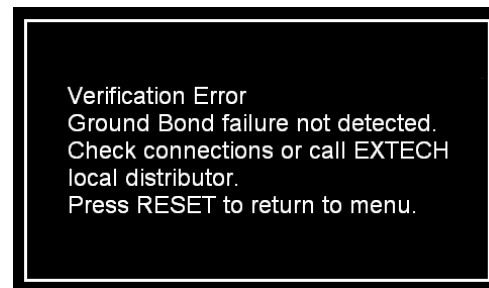 Verification Error
Ground Bond failure not detected.
Check connections or call EXTECH
local distributor.
Press RESET to return to menu.